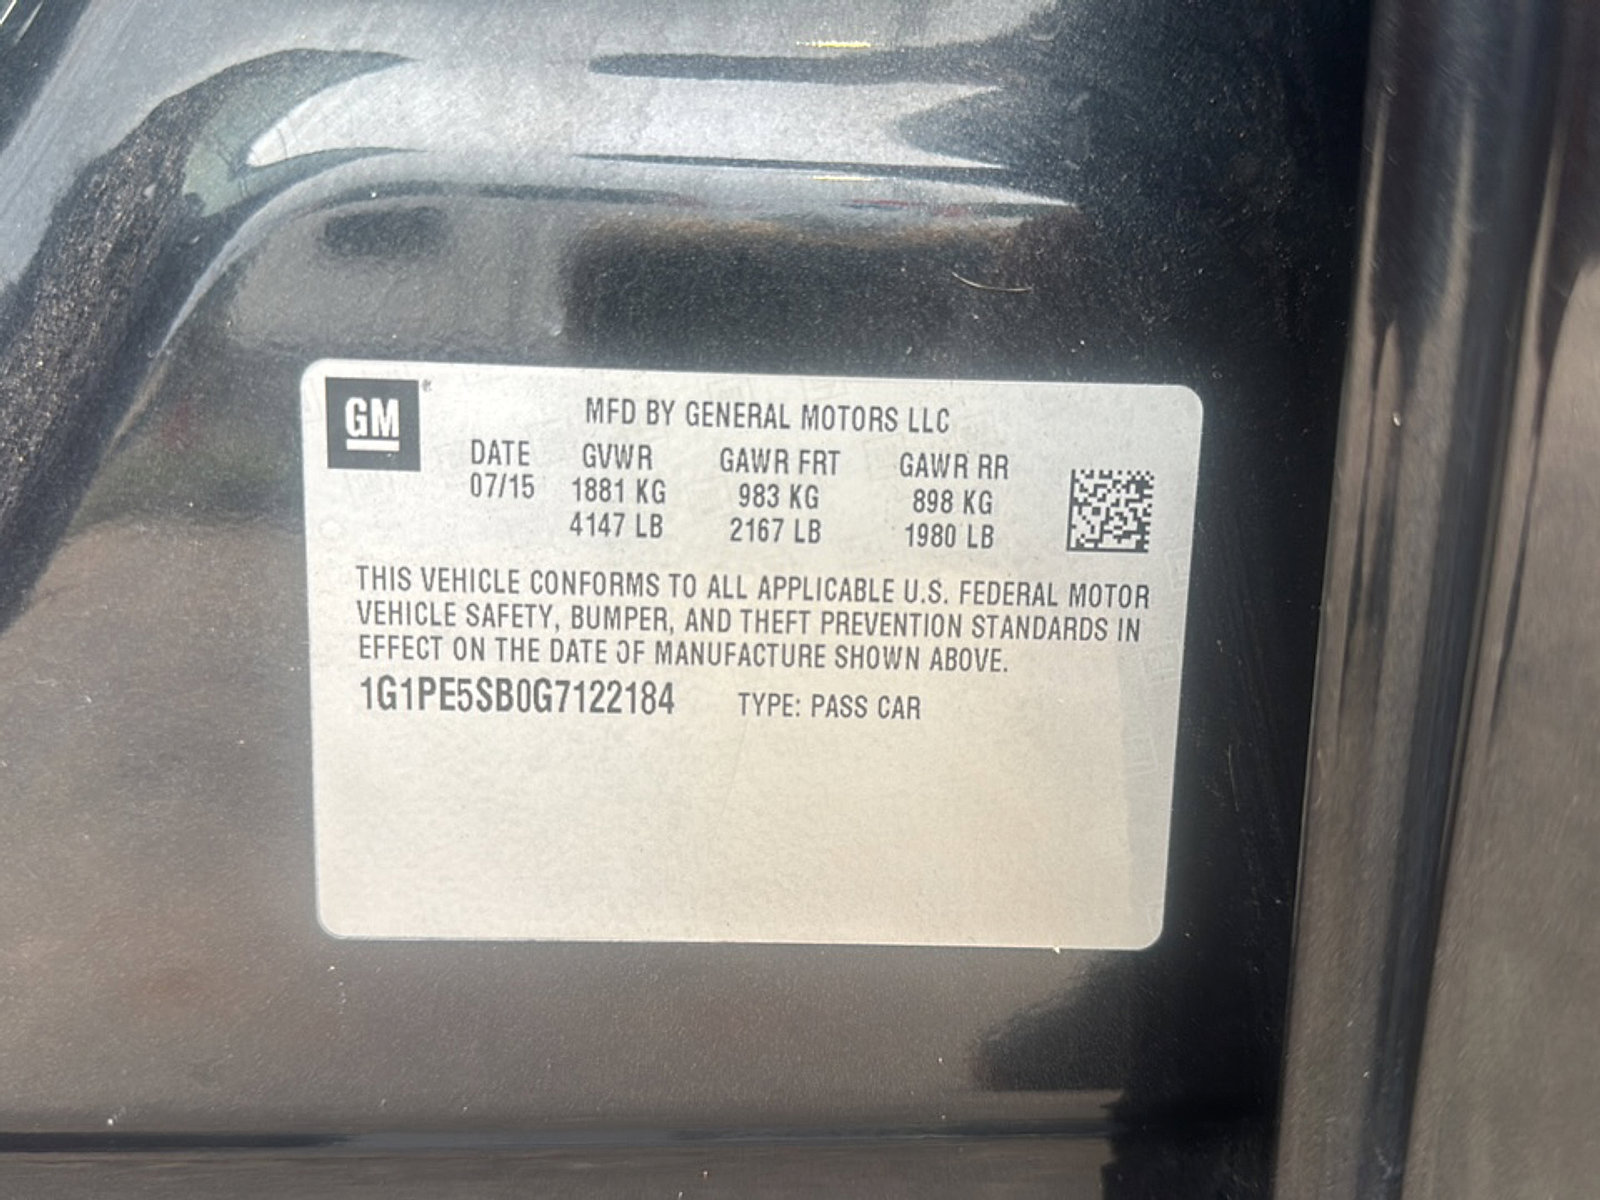 GM
MFD BY GENERAL MOTORS LLC
DATE GVWR GAWR FRT GAWR RR
07/15 1881 KG 983 KG 898 KG
4147 LB 2167 LB 1980 LB
THIS VEHICLE CONFORMS TO ALL APPLICABLE U.S. FEDERAL MOTOR
VEHICLE SAFETY, BUMPER, AND THEFT PREVENTION STANDARDS IN
EFFECT ON THE DATE OF MANUFACTURE SHOWN ABOVE.
1G1PE5SB0G7122184 TYPE: PASS CAR